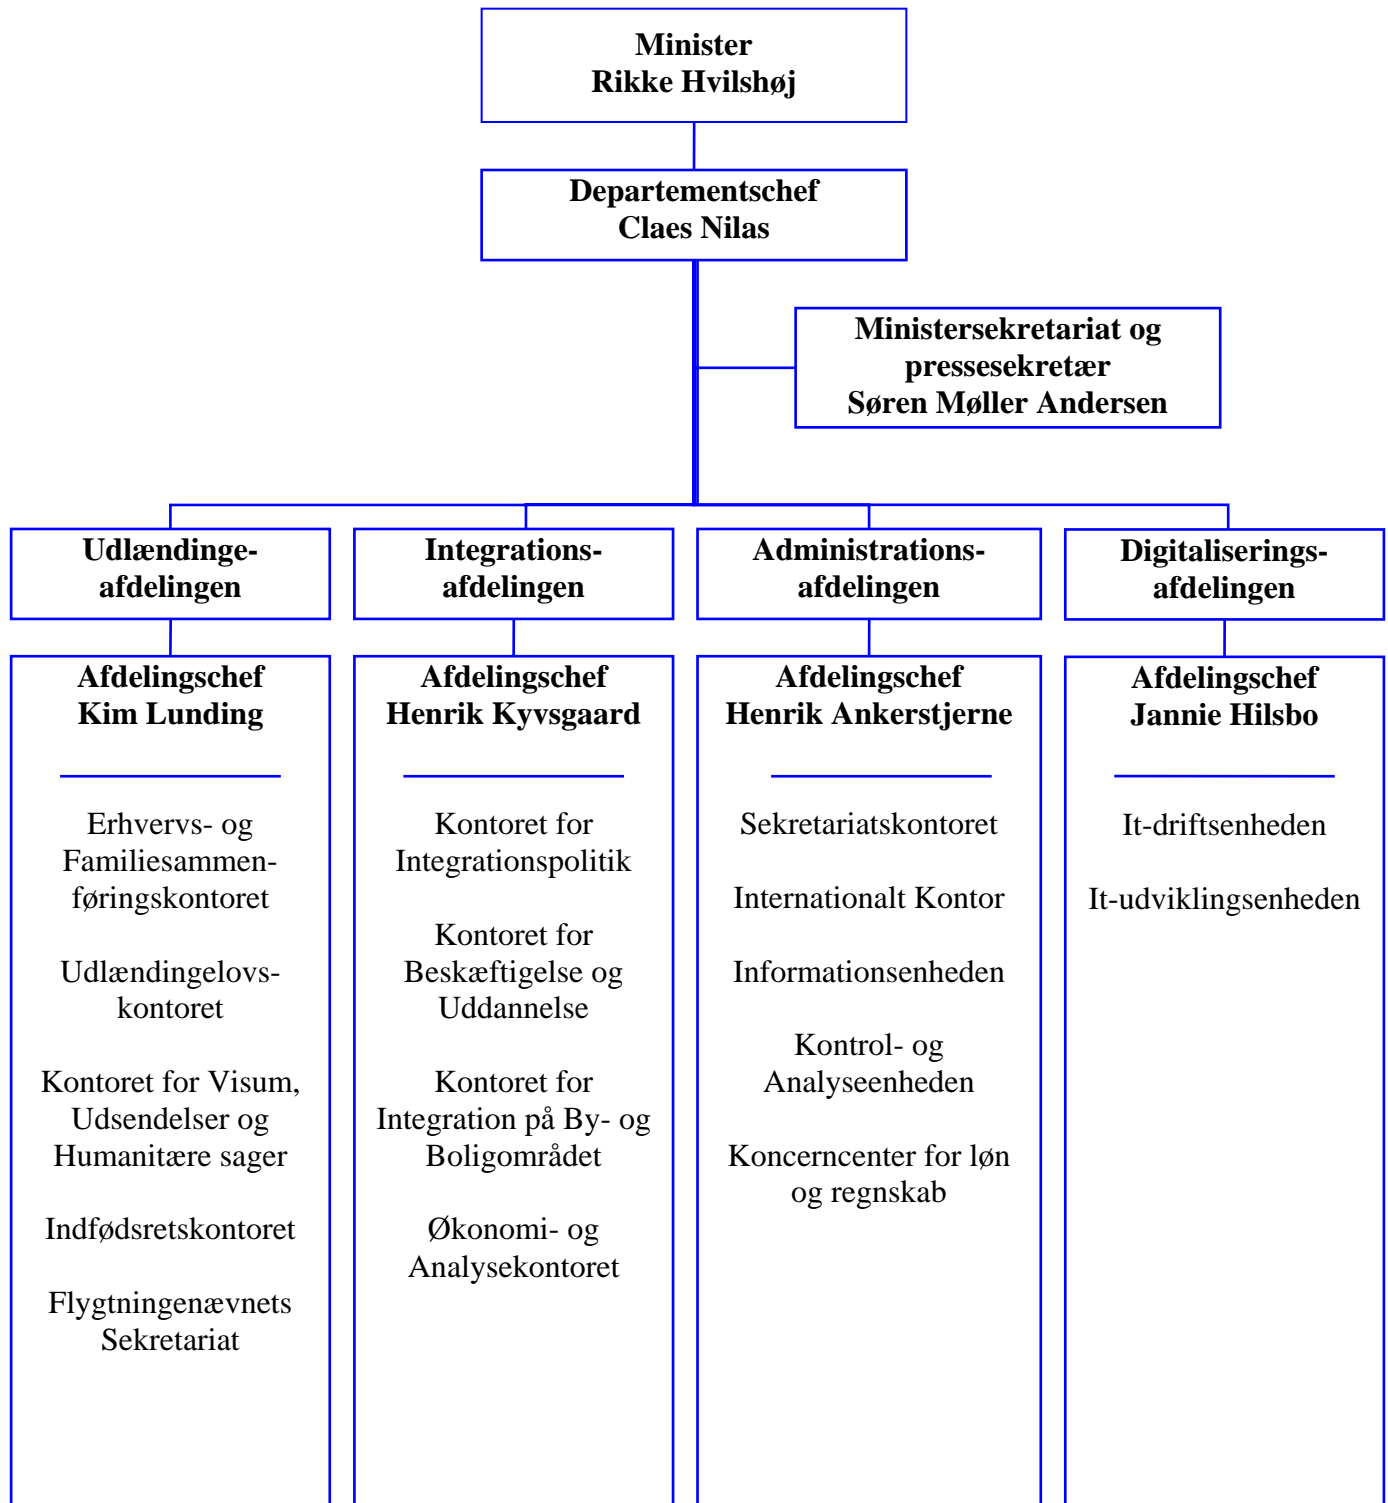 Minister
Rikke Hvilshøj
Departementschef
Claes Nilas
Ministersekretariat og
pressesekretær
Søren Møller Andersen
Udlændinge-
afdelingen
Integrations-
afdelingen
Administrations-
afdelingen
Digitaliserings-
afdelingen
Afdelingschef
Kim Lunding
Erhvervs- og
Familiesammen-
føringskontoret
Udlændingelovs-
kontoret
Kontoret for Visum,
Udsendelser og
Humanitære sager
Indfødsretskontoret
Flygtningenævnets
Sekretariat
Afdelingschef
Henrik Kyvsgaard
Kontoret for
Integrationspolitik
Kontoret for
Beskæftigelse og
Uddannelse
Kontoret for
Integration på By- og
Boligområdet
Økonomi- og
Analysekontoret
Afdelingschef
Henrik Ankerstjerne
Sekretariatskontoret
Internationalt Kontor
Informationsenheden
Kontrol- og
Analyseenheden
Koncerncenter for løn
og regnskab
Afdelingschef
Jannie Hilsbo
It-driftsenheden
It-udviklingsenheden